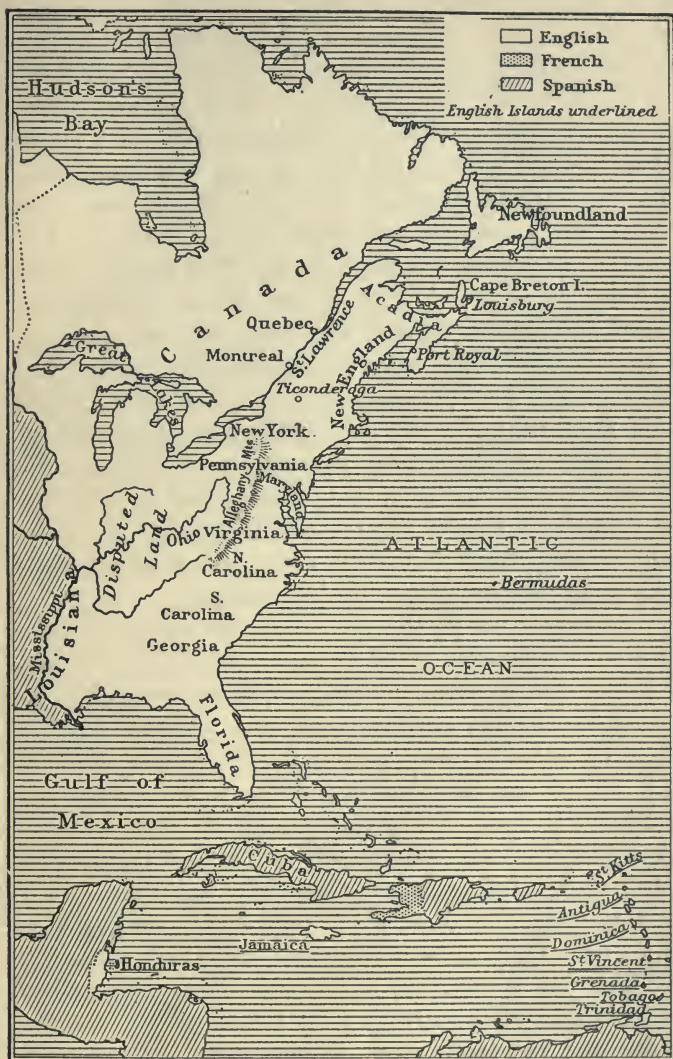 English
French
Spanish
English Islands underlined
Hudson's
Bay
Newfoundland
Canada
Cape Breton I.
Louisburg
Acadia
Quebec
St. Lawrence
Montreal
Port Royal
Great
Lakes
Ticonderoga
New England
New York
Alleghany Mts.
Pennsylvania
Maryland
Disputed
Land
Ohio
Virginia
N.
Carolina
ATLANTIC
Bermudas
S.
Carolina
Mississippi
Louisiana
Georgia
OCEAN
Florida
Gulf of
Mexico
Cuba
St Kitts
Antigua
Dominica
Jamaica
Honduras
St Vincent
Grenada
Tobago
Trinidad